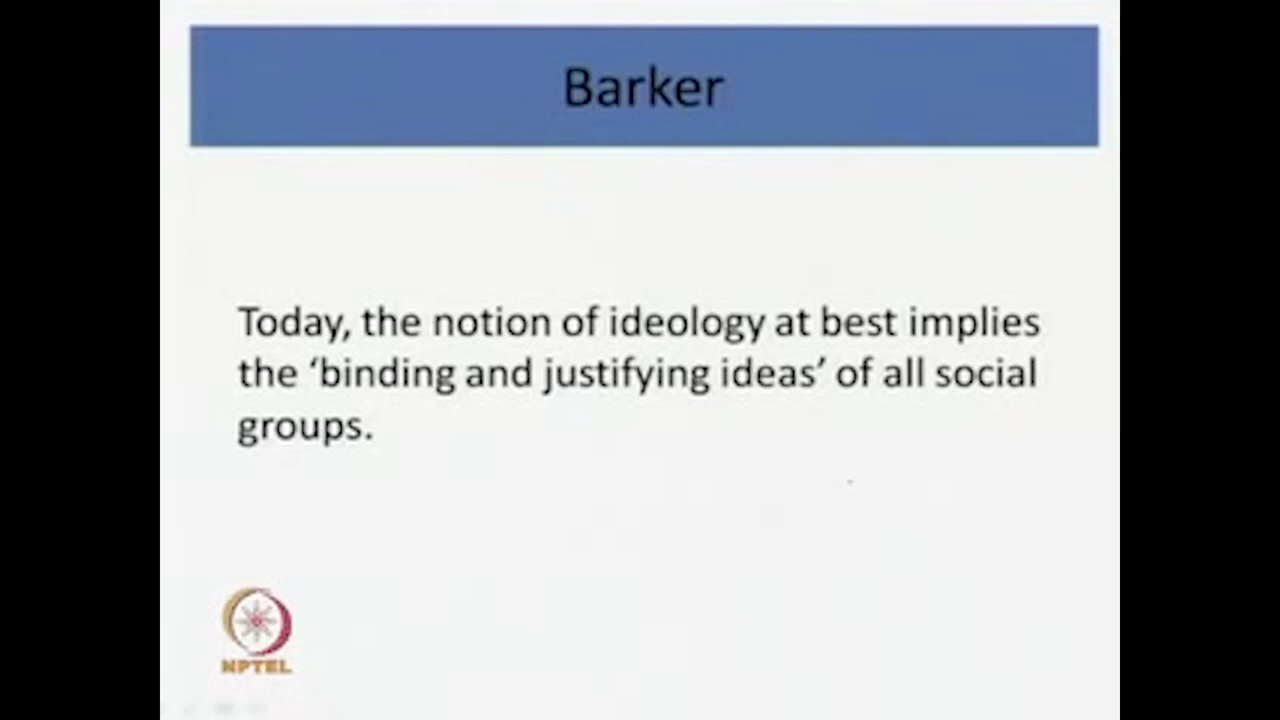 Barker
Today, the notion of ideology at best implies
the ‘binding and justifying ideas’ of all social
groups.
NPTEL